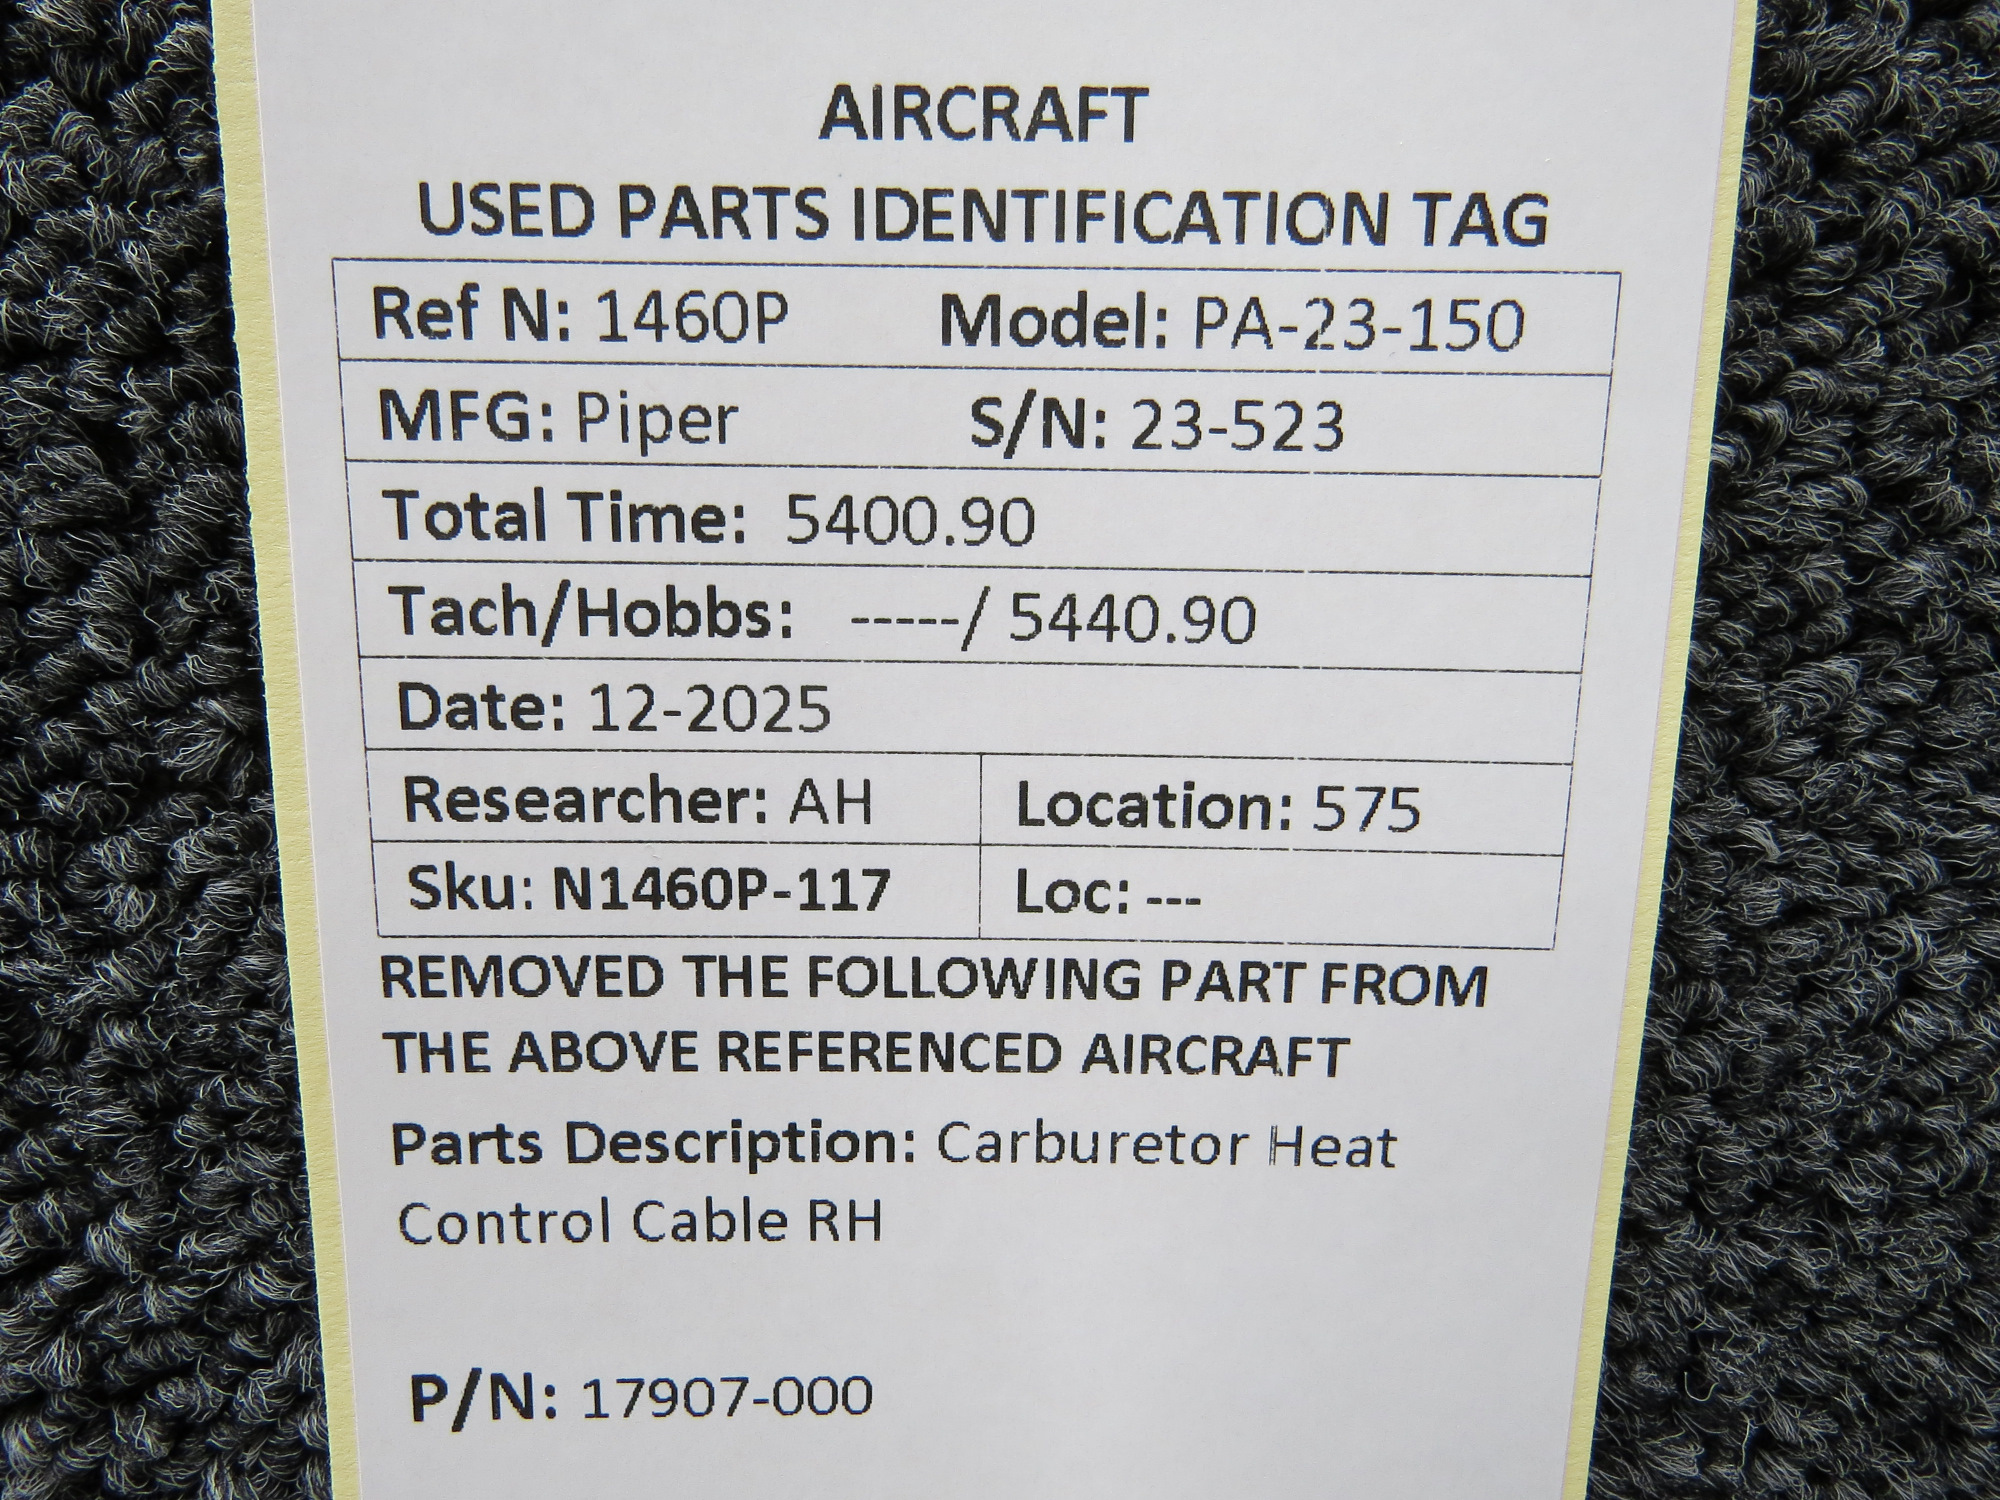 AIRCRAFT
USED PARTS IDENTIFICATION TAG
Ref N: 1460P Model: PA-23-150
MFG: Piper S/N: 23-523
Total Time: 5400.90
Tach/Hobbs: -----/ 5440.90
Date: 12-2025
Researcher: AH Location: 575
Sku: N1460P-117 Loc: ---
REMOVED THE FOLLOWING PART FROM
THE ABOVE REFERENCED AIRCRAFT
Parts Description: Carburetor Heat
Control Cable RH
P/N: 17907-000